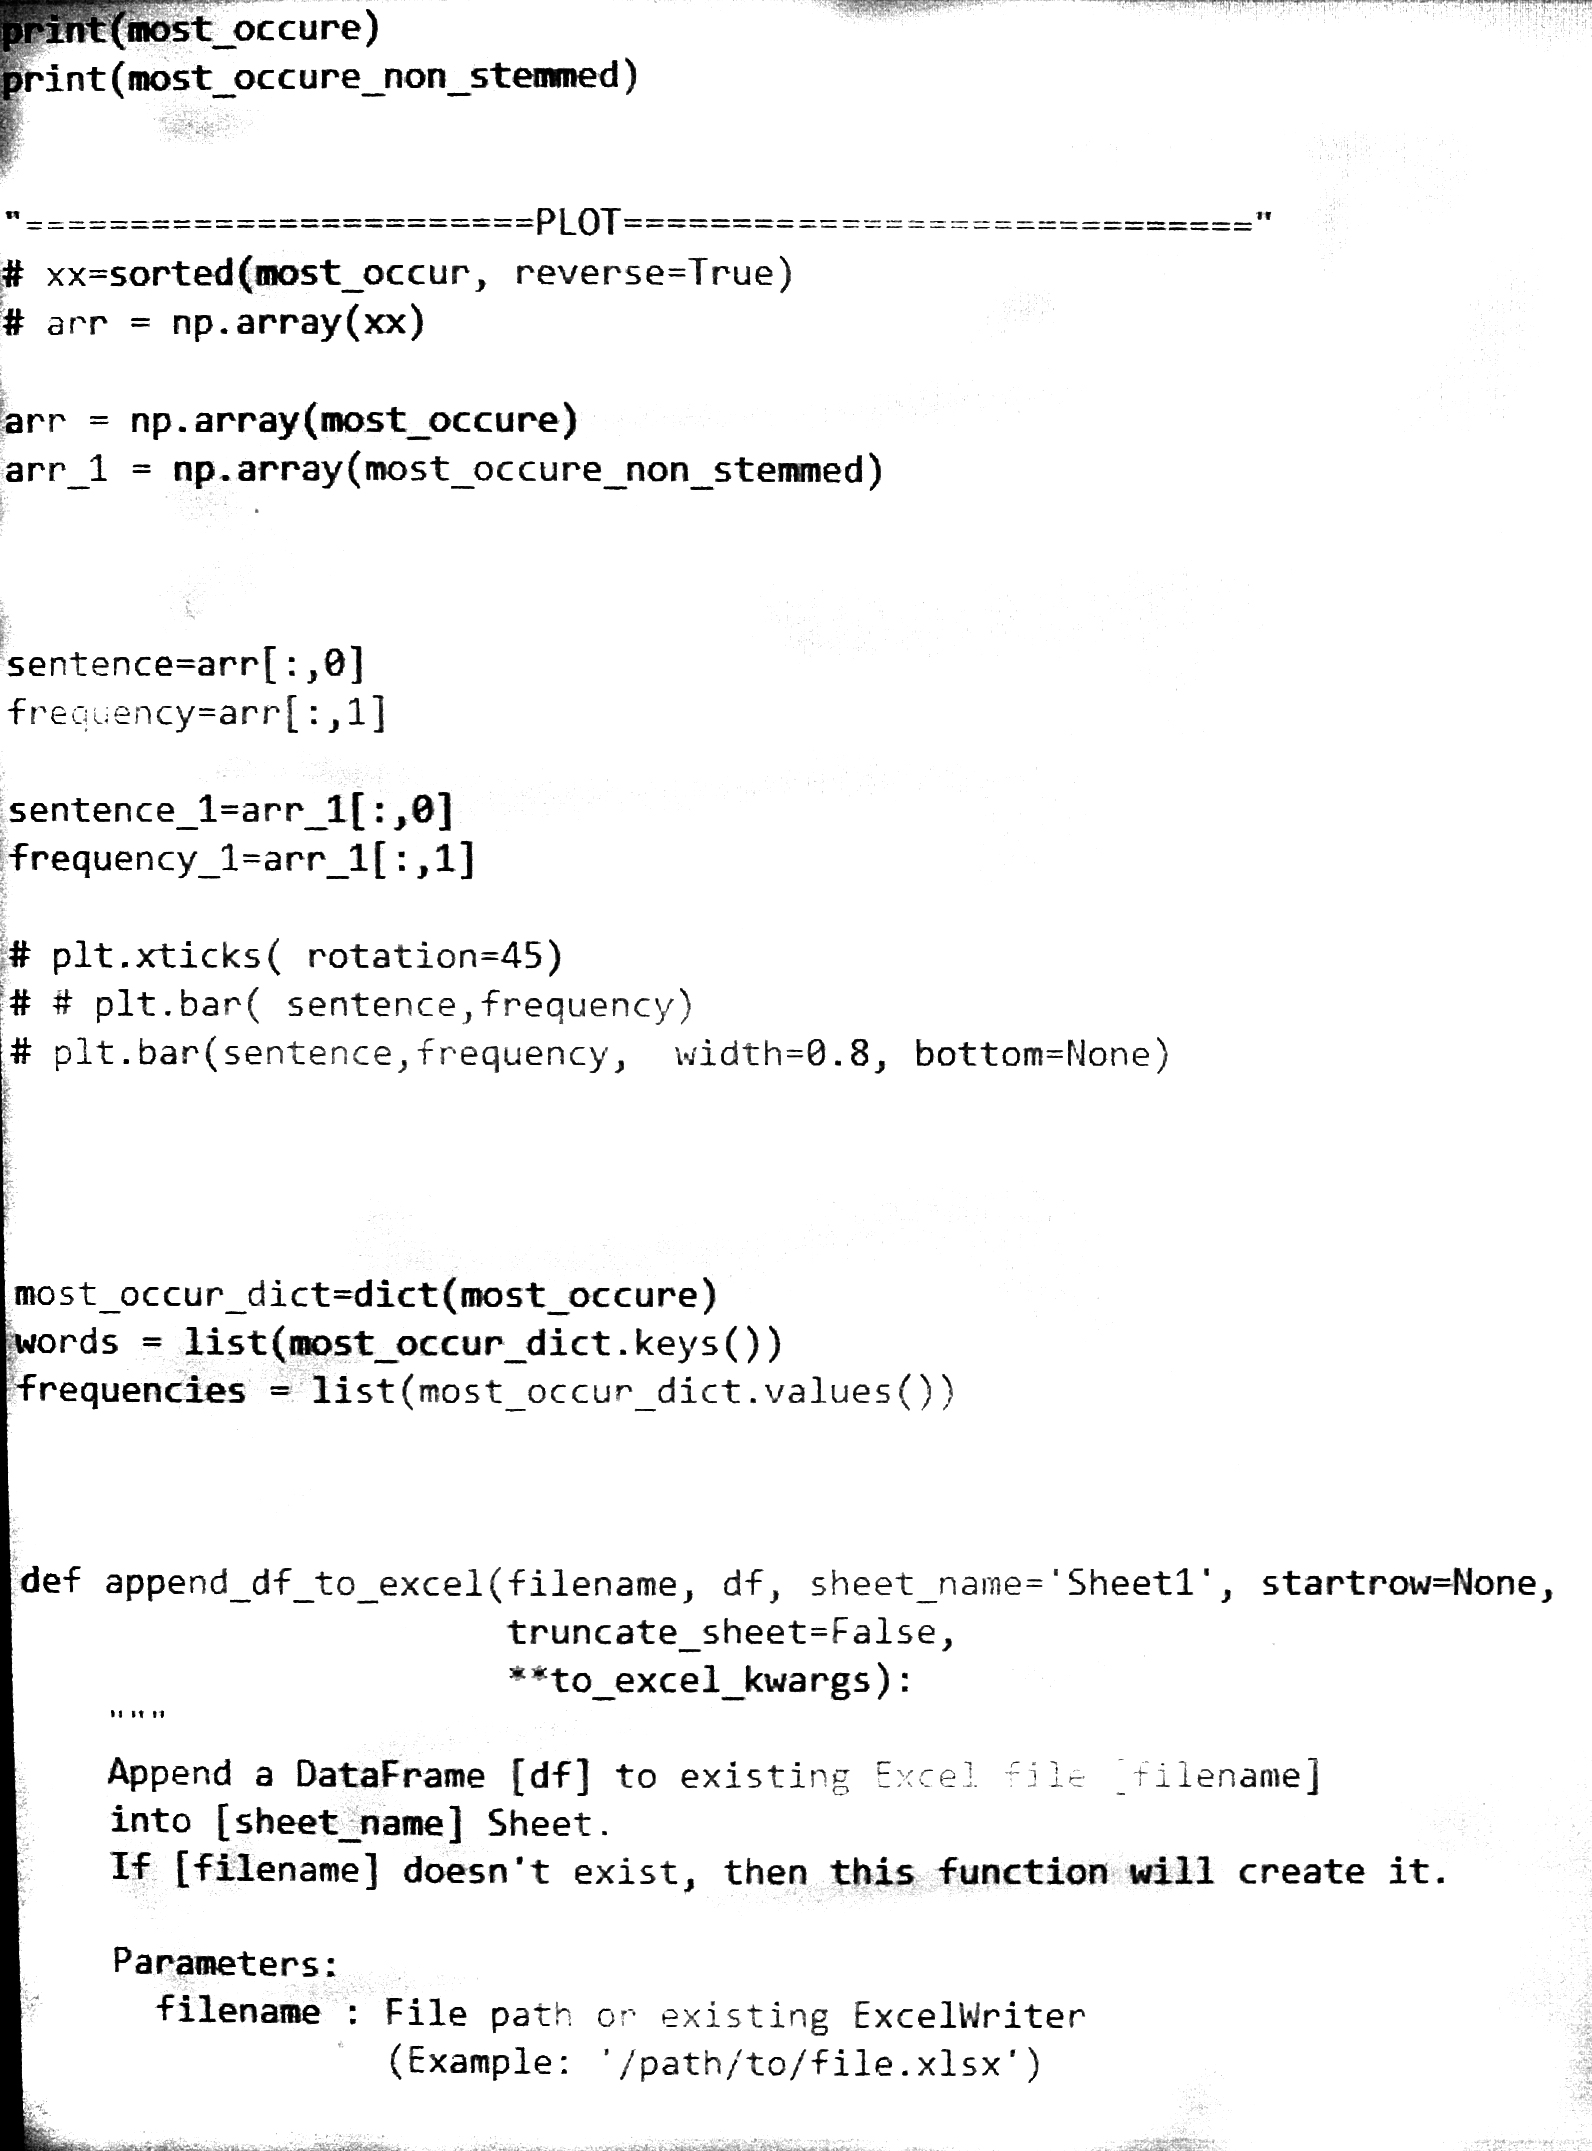 print(most_occure)
print(most_occure_non_stemmed)
"========================PLOT=============================="
# xx=sorted(most_occur, reverse=True)
# arr = np.array(xx)
arr = np.array(most_occure)
arr_1 = np.array(most_occure_non_stemmed)
sentence=arr[:,0]
frequency=arr[:,1]
sentence_1=arr_1[:,0]
frequency_1=arr_1[:,1]
# plt.xticks( rotation=45)
# # plt.bar( sentence,frequency)
# plt.bar(sentence,frequency,  width=0.8, bottom=None)
most_occur_dict=dict(most_occure)
words = list(most_occur_dict.keys())
frequencies = list(most_occur_dict.values())
def append_df_to_excel(filename, df, sheet_name='Sheet1', startrow=None,
                       truncate_sheet=False,
                       **to_excel_kwargs):
    """
    Append a DataFrame [df] to existing Excel file [filename]
    into [sheet_name] Sheet.
    If [filename] doesn't exist, then this function will create it.
    Parameters:
      filename : File path or existing ExcelWriter
                 (Example: '/path/to/file.xlsx')